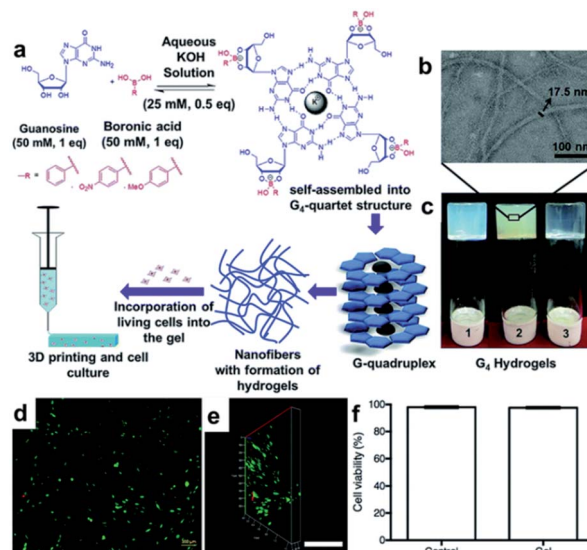 a
Guanosine
(50 mM, 1 eq)
Boronic acid
(50 mM, 1 eq)
Aqueous
KOH
Solution
(25 mM, 0.5 eq)
K
self-assembled into
G4-quartet structure
G-quadruplex
Nanofibers
with formation of
hydrogels
Incorporation of
living cells into
the gel
3D printing and cell
culture
b
17.5 nm
100 nm
c
1 2 3
G4 Hydrogels
d
e
f
Cell viability (%)
100
80
60
40
20
0